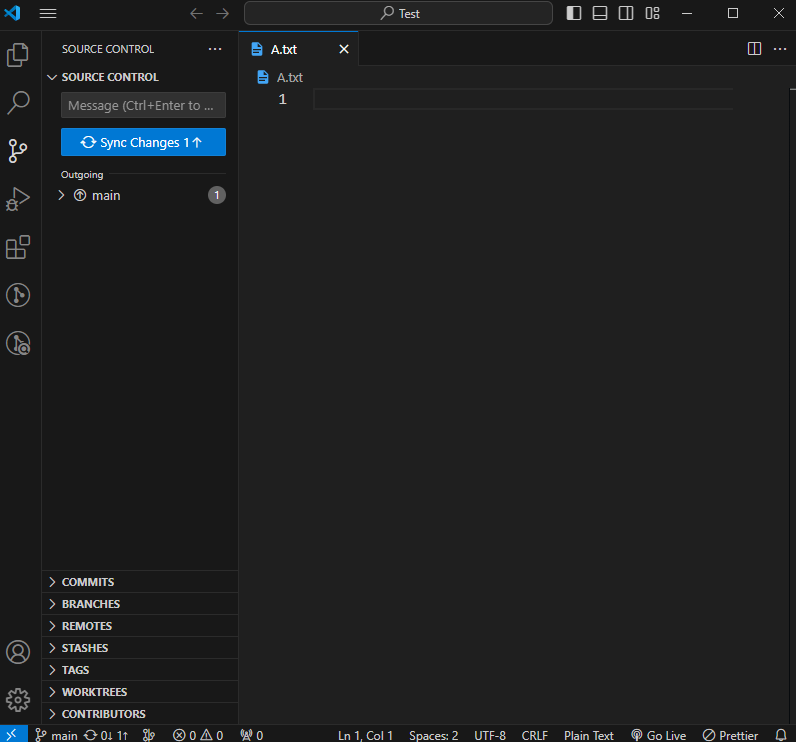 Test
SOURCE CONTROL
A.txt
SOURCE CONTROL
A.txt
Message (Ctrl+Enter to ...
1
Sync Changes 1↑
Outgoing
main
1
COMMITS
BRANCHES
REMOTES
STASHES
TAGS
WORKTREES
CONTRIBUTORS
main 0↓ 1↑ 0 0 0 Ln 1, Col 1 Spaces: 2 UTF-8 CRLF Plain Text Go Live Prettier